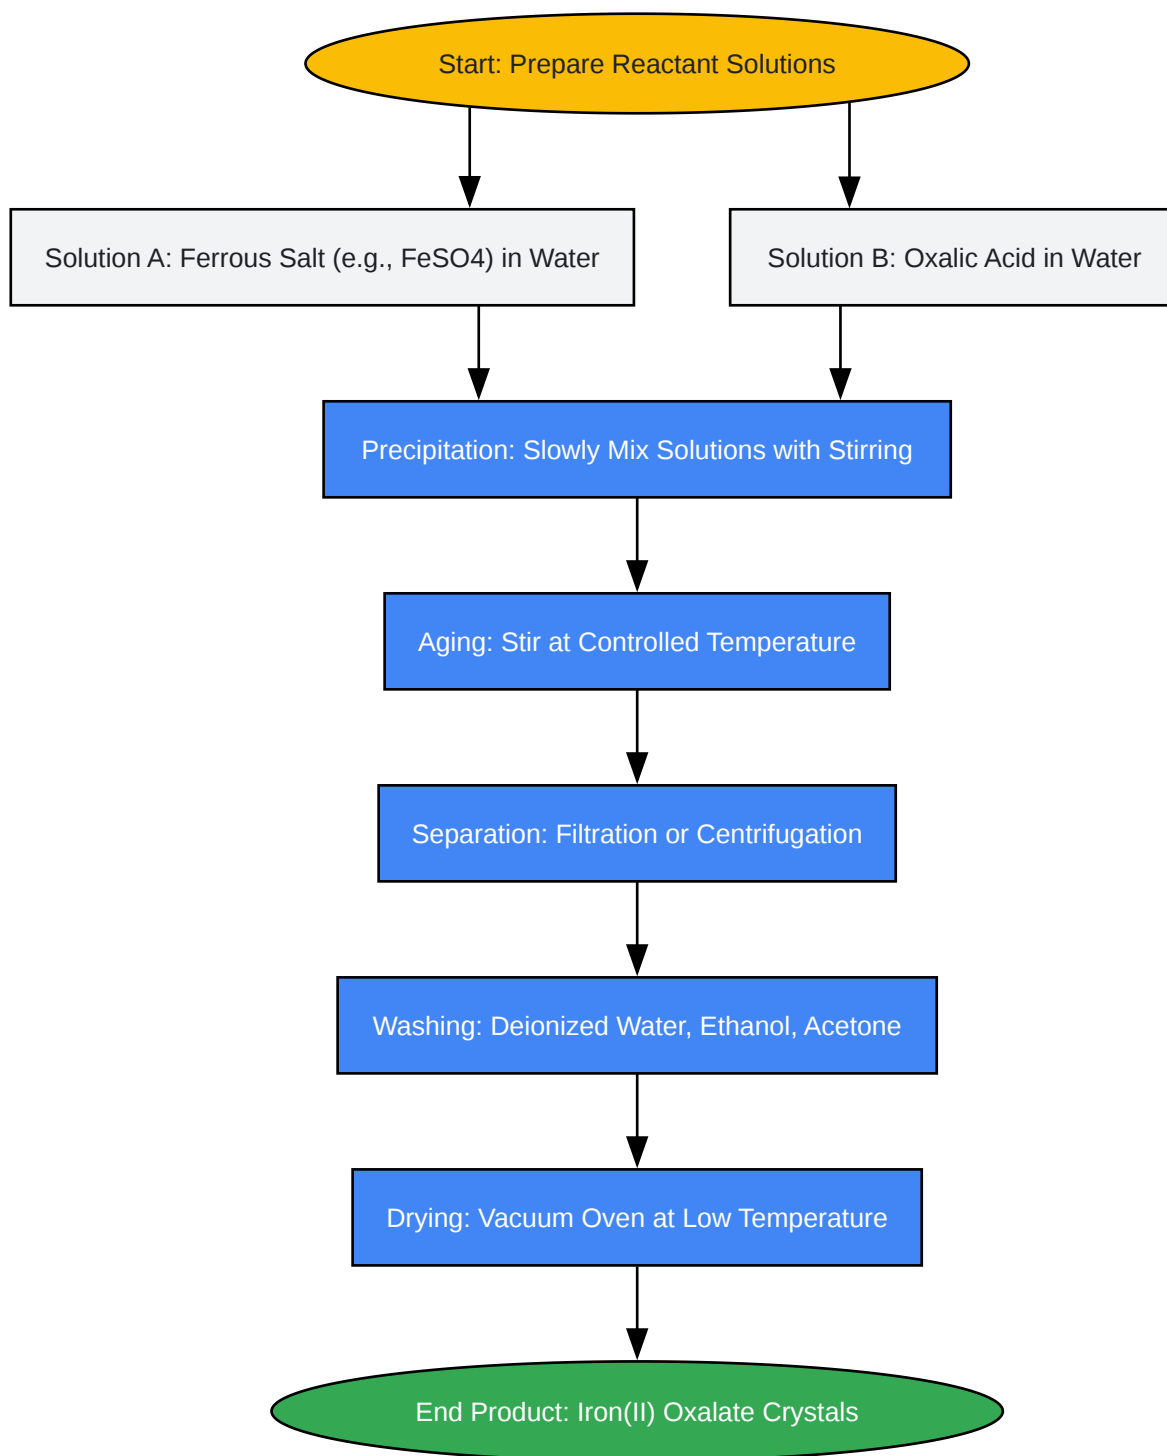 Start: Prepare Reactant Solutions
Solution A: Ferrous Salt (e.g., FeSO4) in Water
Solution B: Oxalic Acid in Water
Precipitation: Slowly Mix Solutions with Stirring
Aging: Stir at Controlled Temperature
Separation: Filtration or Centrifugation
Washing: Deionized Water, Ethanol, Acetone
Drying: Vacuum Oven at Low Temperature
End Product: Iron(II) Oxalate Crystals